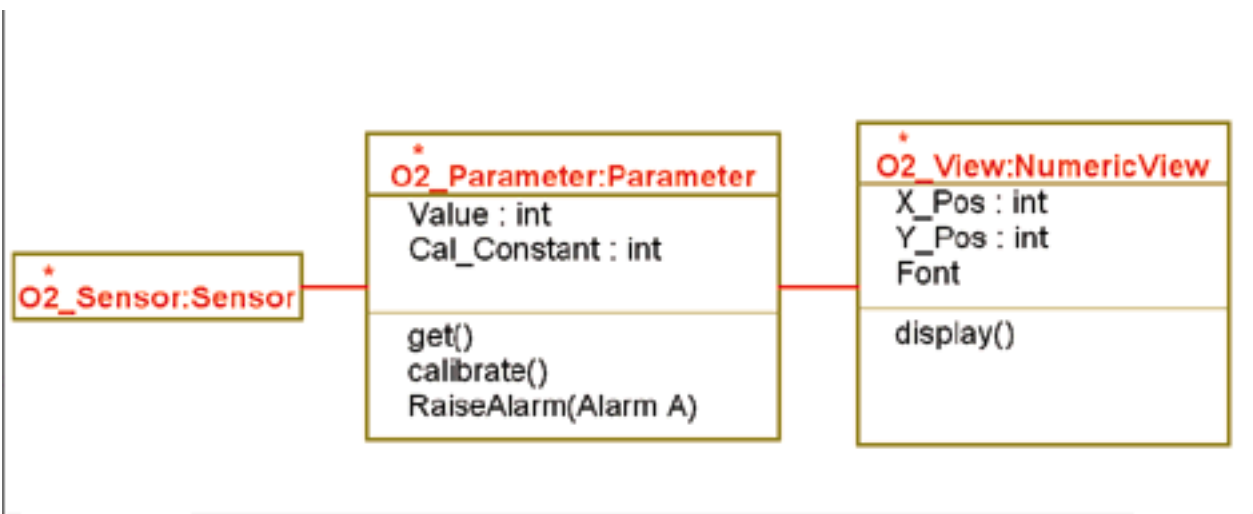 *
O2_Sensor:Sensor
*
O2_Parameter:Parameter
Value : int
Cal_Constant : int
get()
calibrate()
RaiseAlarm(Alarm A)
*
O2_View:NumericView
X_Pos : int
Y_Pos : int
Font
display()